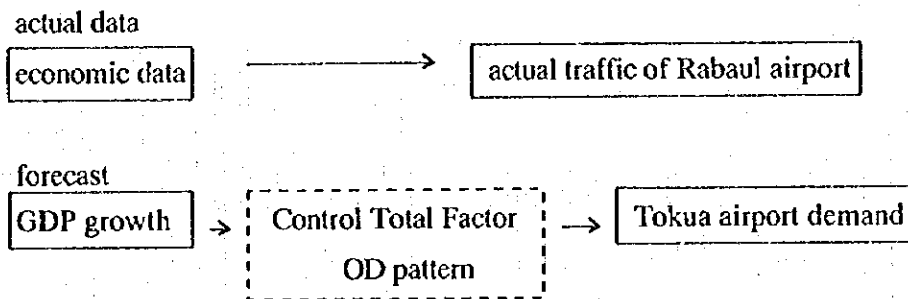 actual data
economic data
actual traffic of Rabaul airport
forecast
GDP growth
Control Total Factor
OD pattern
Tokua airport demand